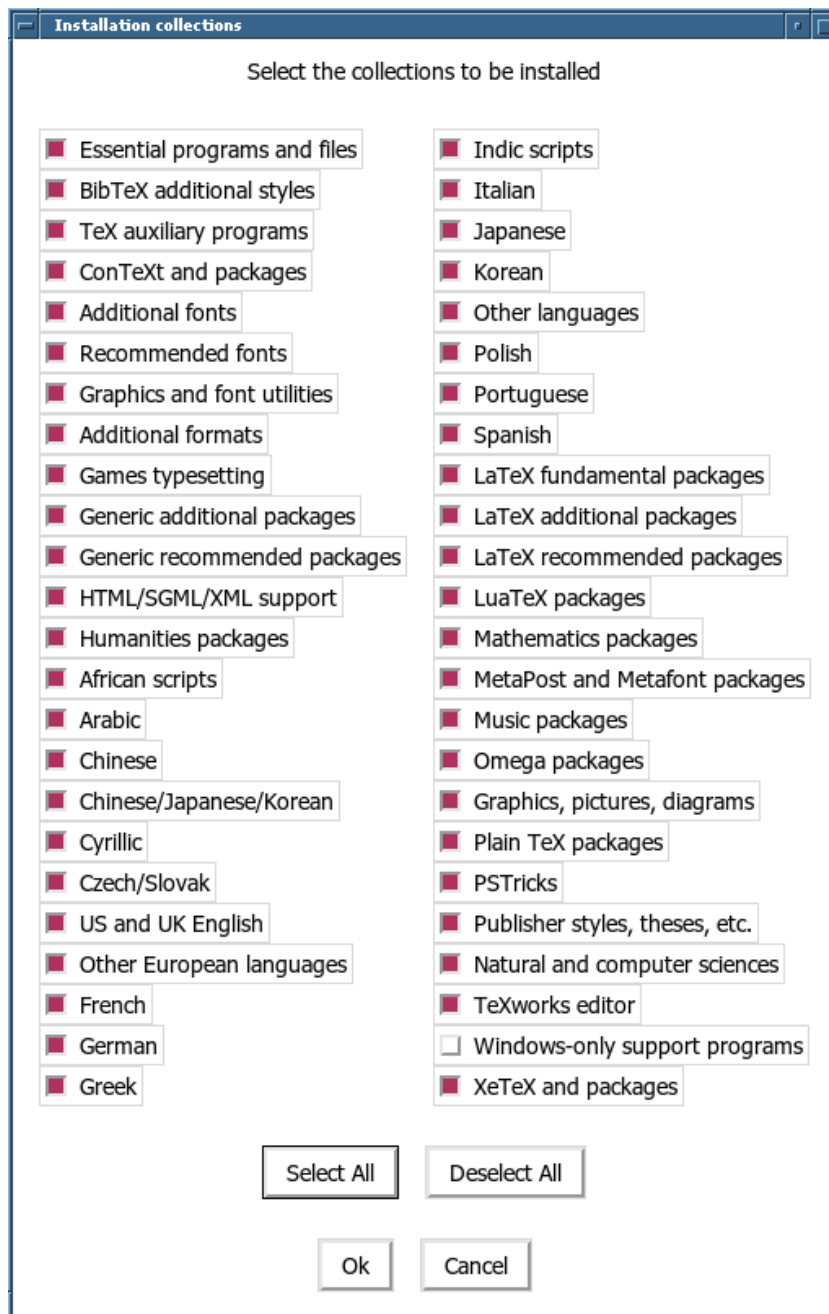 Installation collections
Select the collections to be installed
Essential programs and files
BibTeX additional styles
TeX auxiliary programs
ConTeXt and packages
Additional fonts
Recommended fonts
Graphics and font utilities
Additional formats
Games typesetting
Generic additional packages
Generic recommended packages
HTML/SGML/XML support
Humanities packages
African scripts
Arabic
Chinese
Chinese/Japanese/Korean
Cyrillic
Czech/Slovak
US and UK English
Other European languages
French
German
Greek
Indic scripts
Italian
Japanese
Korean
Other languages
Polish
Portuguese
Spanish
LaTeX fundamental packages
LaTeX additional packages
LaTeX recommended packages
LuaTeX packages
Mathematics packages
MetaPost and Metafont packages
Music packages
Omega packages
Graphics, pictures, diagrams
Plain TeX packages
PSTricks
Publisher styles, theses, etc.
Natural and computer sciences
TeXworks editor
Windows-only support programs
XeTeX and packages
Select All
Deselect All
Ok
Cancel